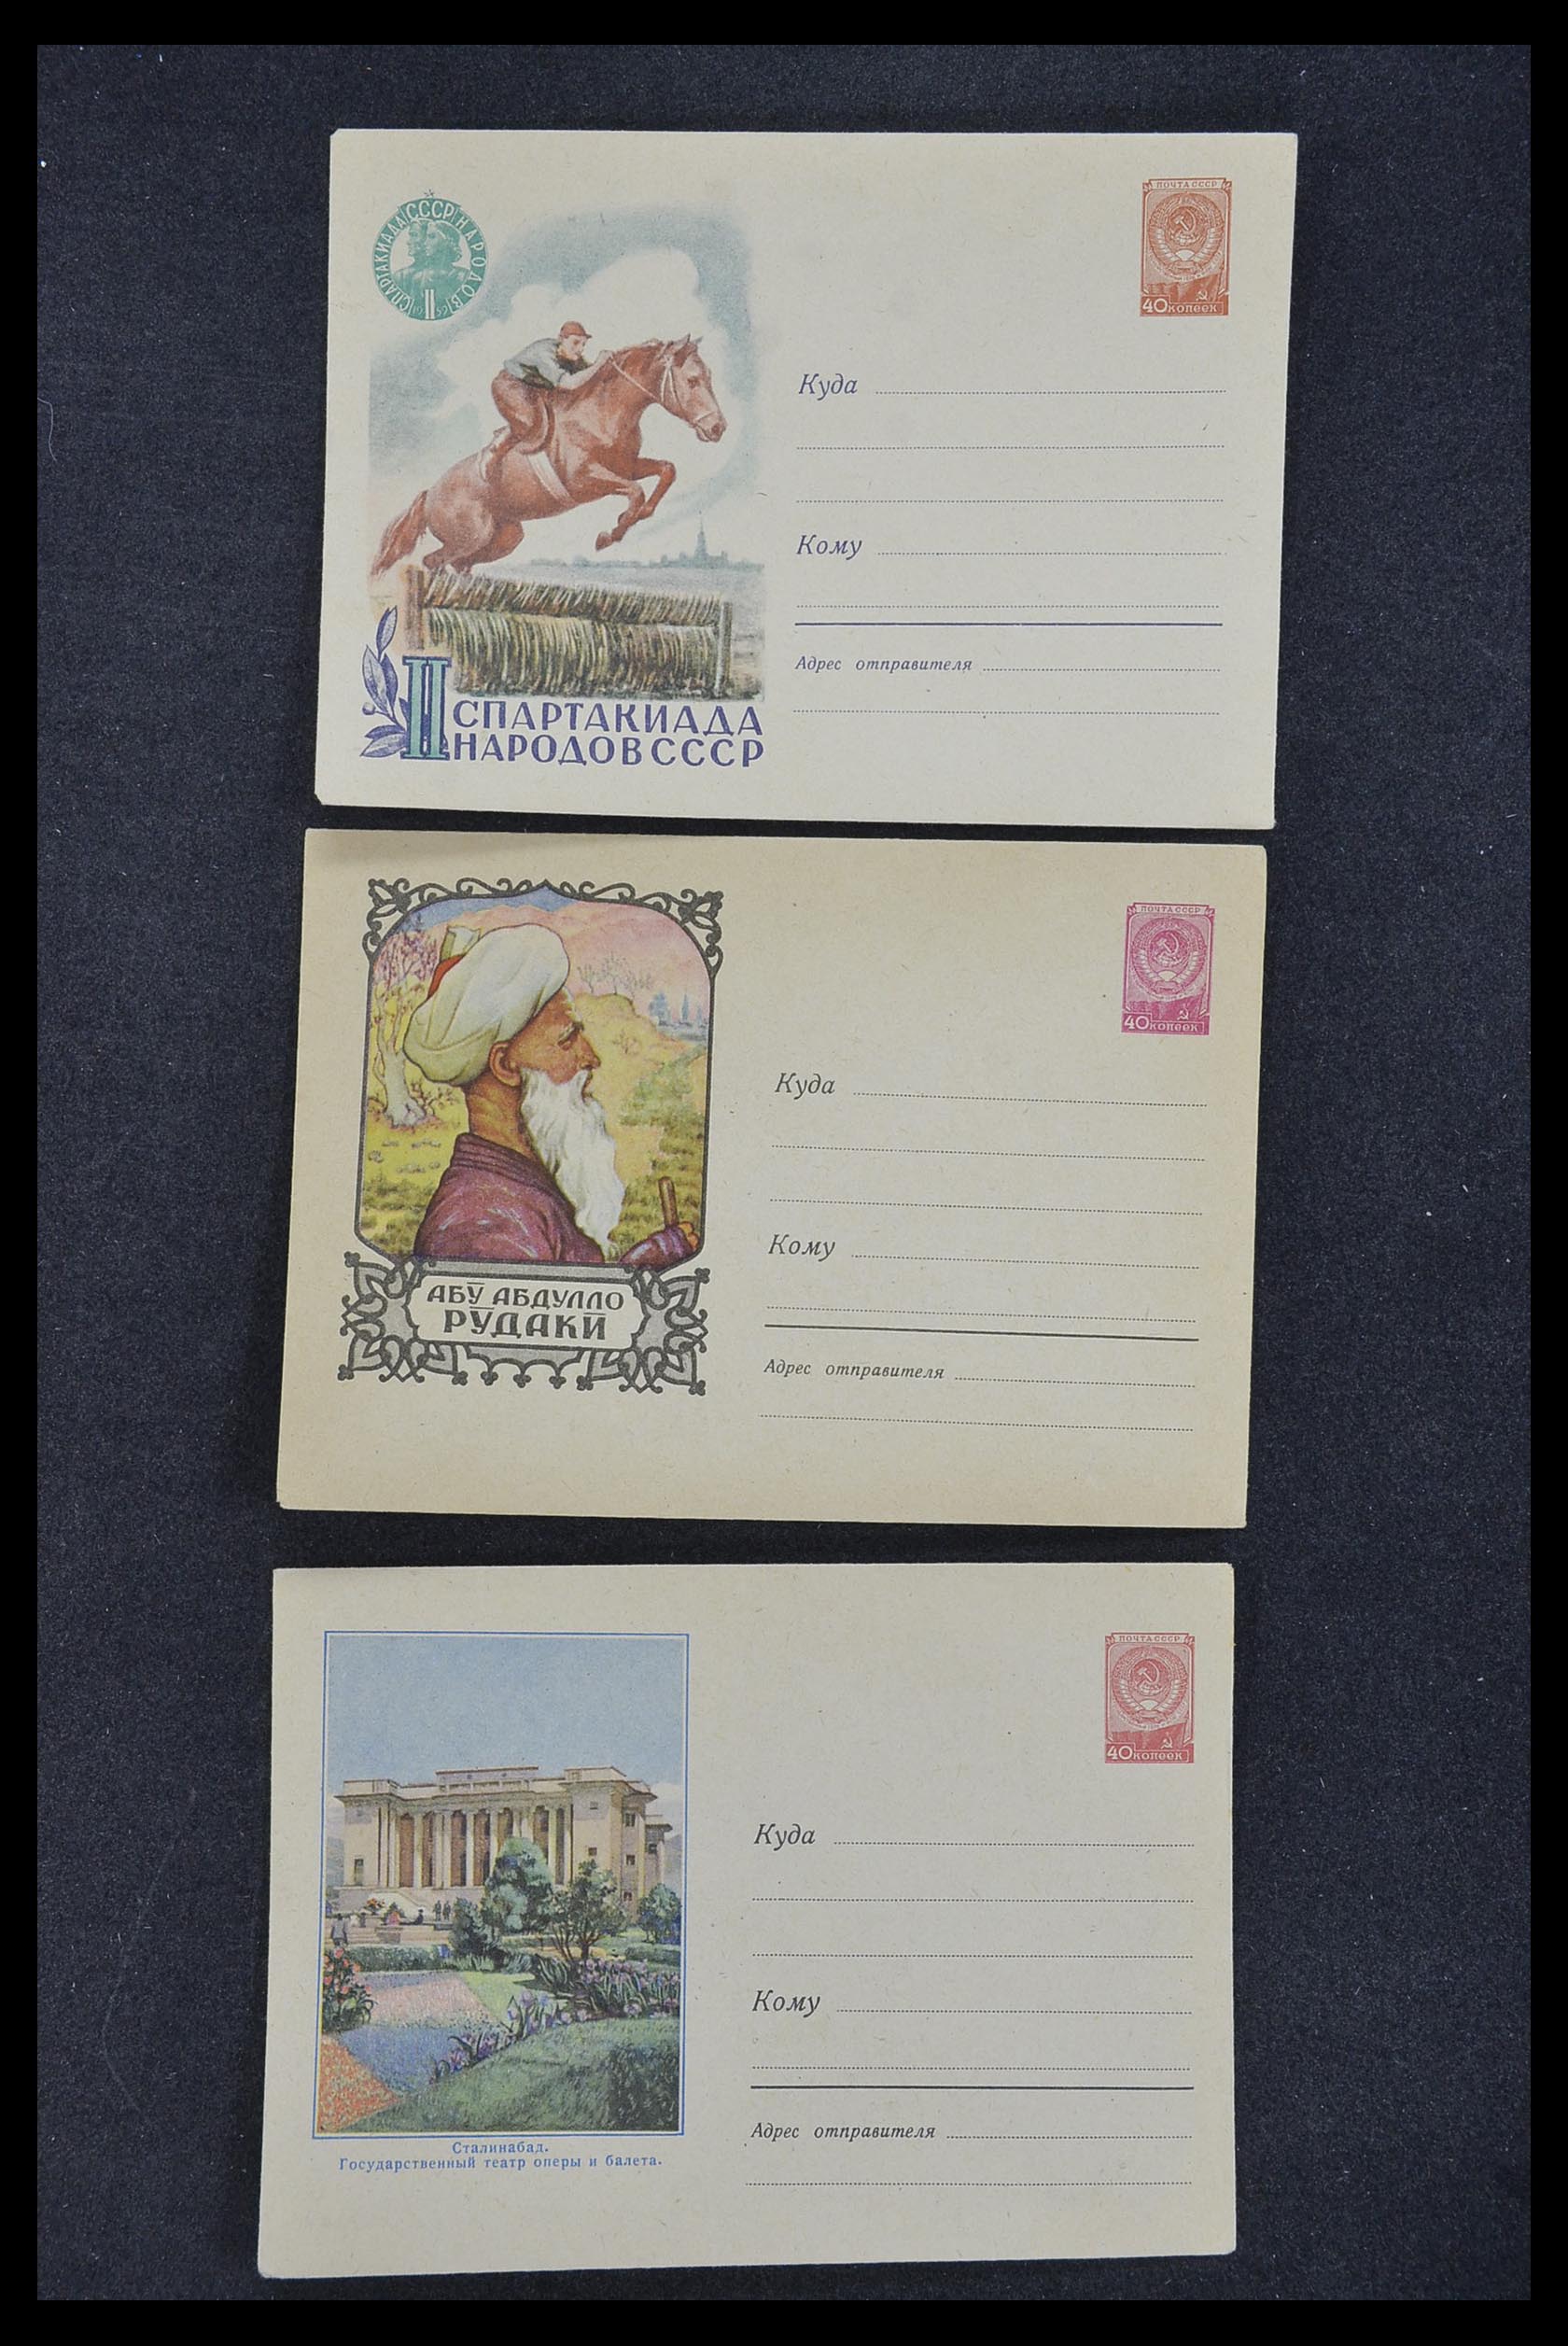 СПАРТАКИАДА СССР НАРОДОВ
II
ПОЧТА СССР
40 КОПЕЕК
Куда
Кому
Адрес отправителя
II СПАРТАКИАДА
НАРОДОВ СССР
ПОЧТА СССР
40 КОПЕЕК
Куда
Кому
Адрес отправителя
АБӮ АБДУЛЛО
РӮДАКӢ
ПОЧТА СССР
40 КОПЕЕК
Куда
Кому
Адрес отправителя
Сталинабад.
Государственный театр оперы и балета.